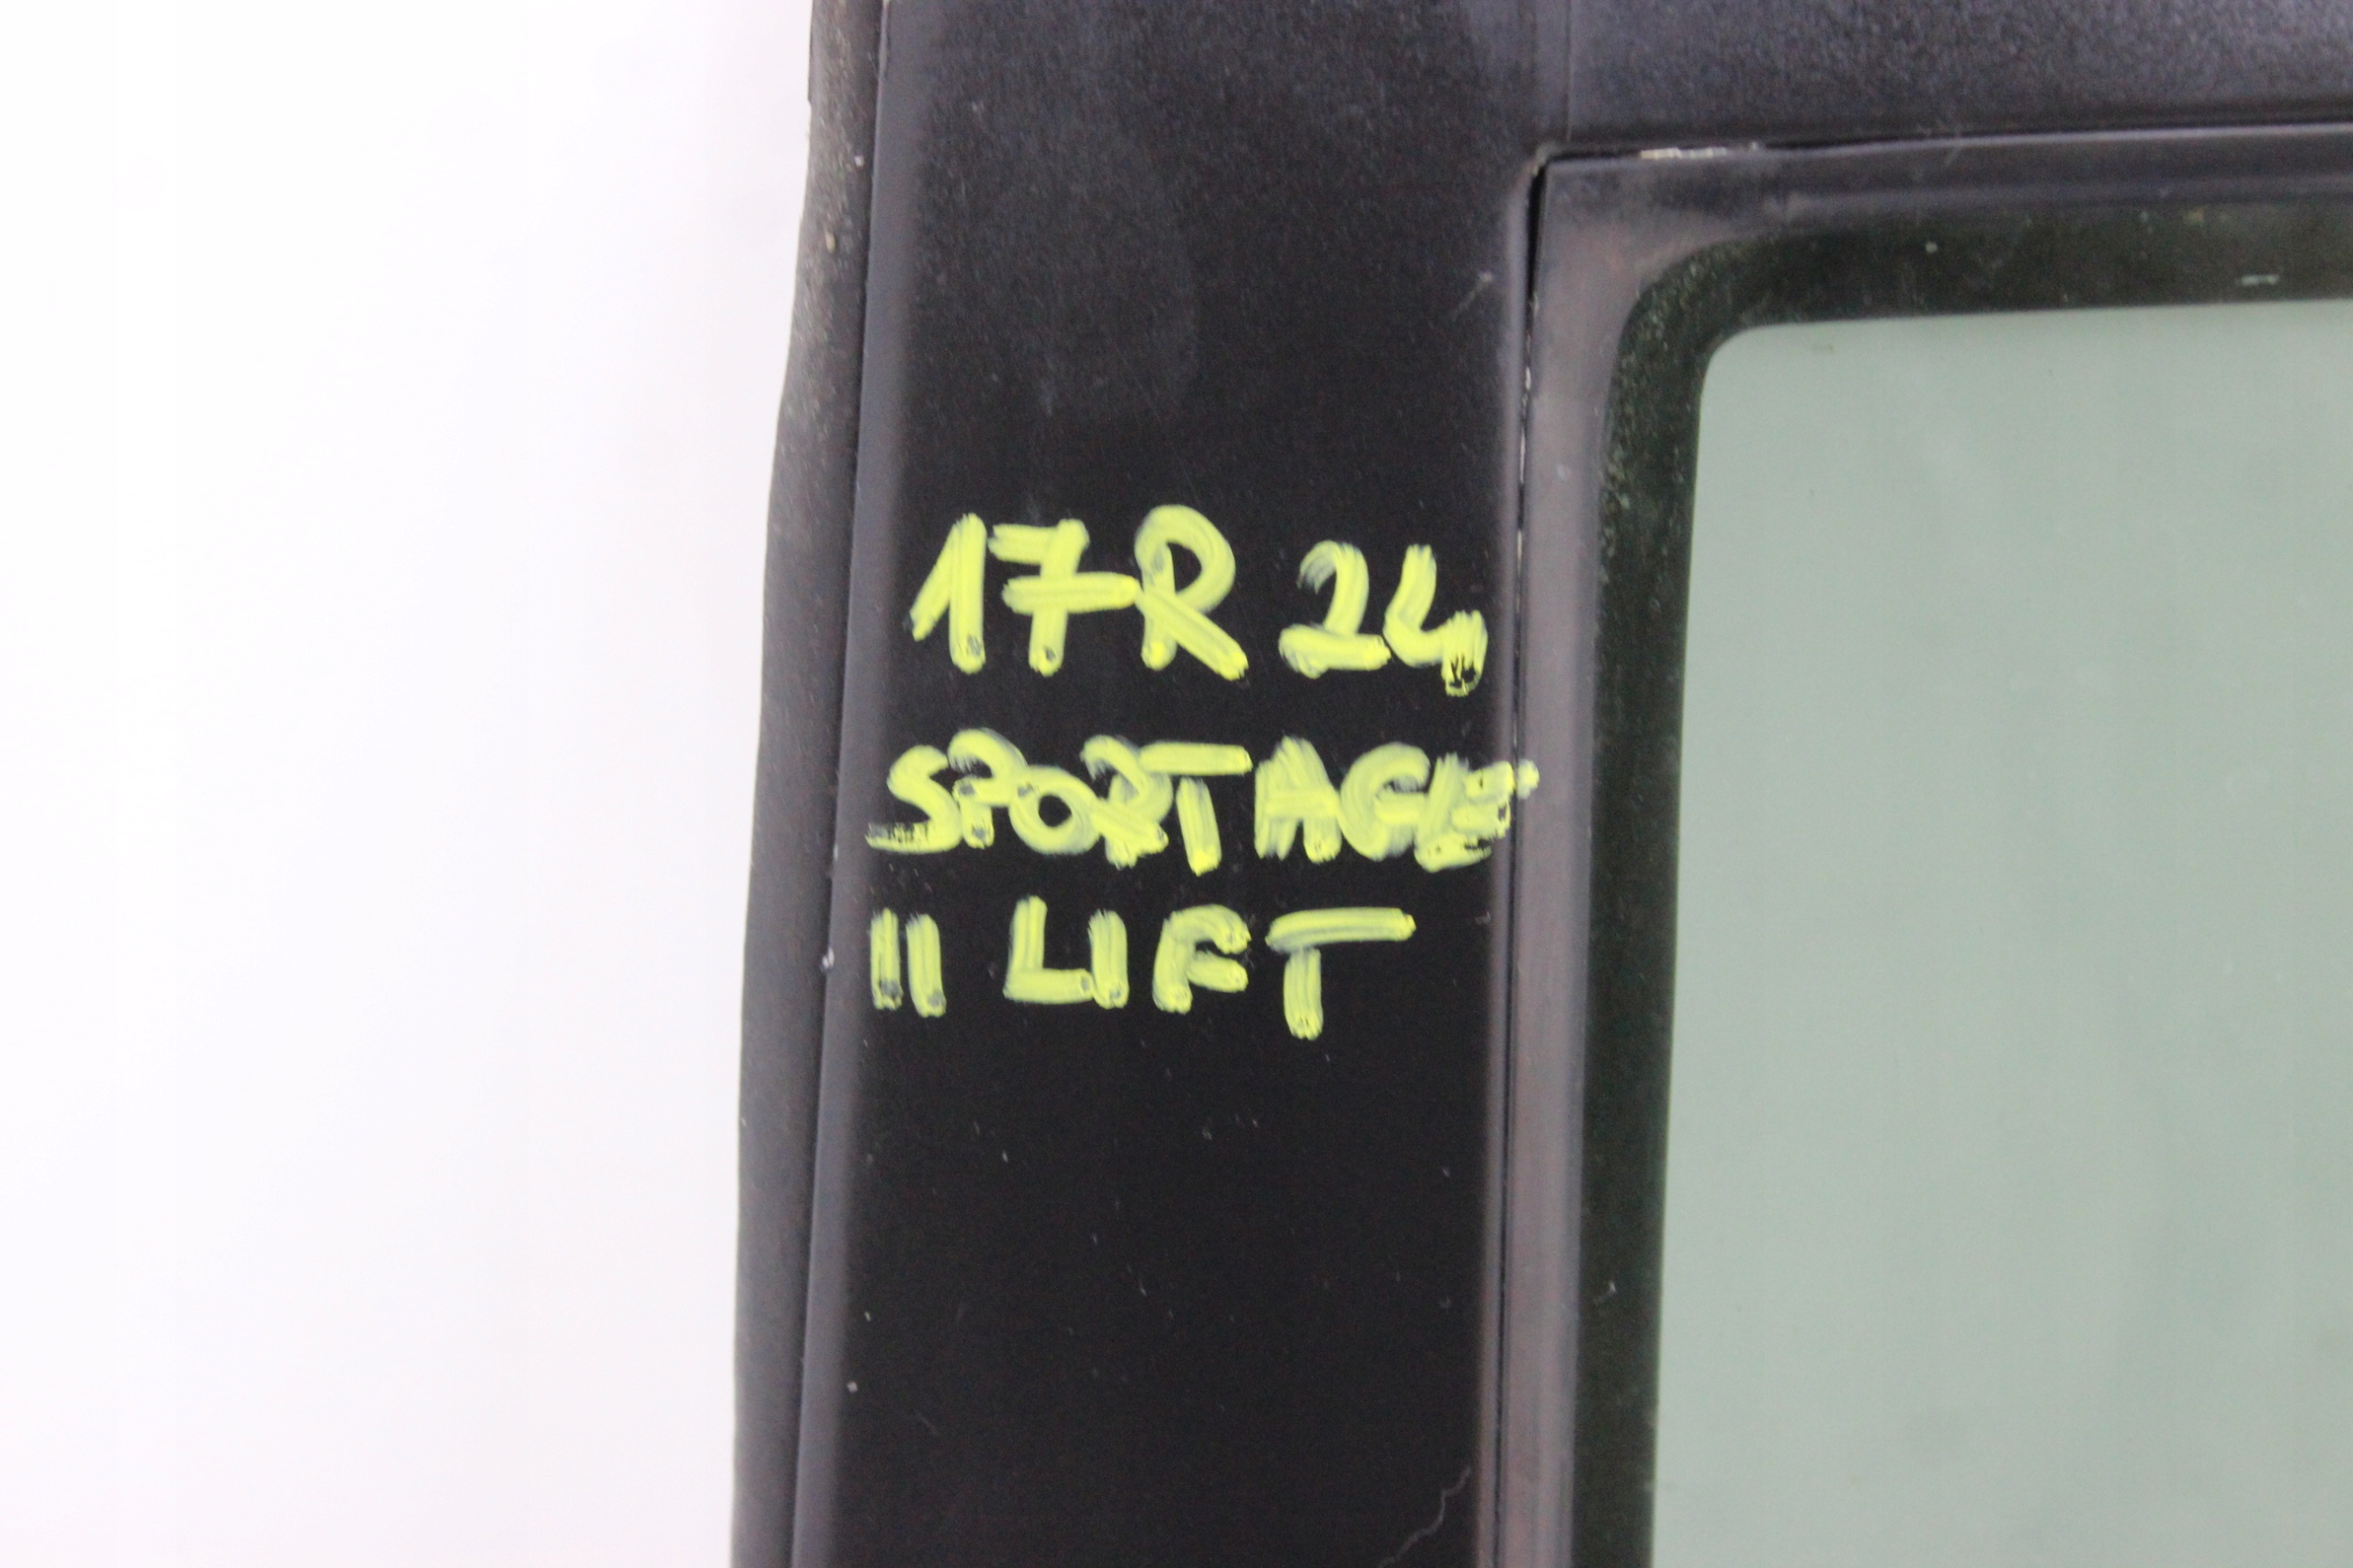 17R 24
SPORTAGE
II LIFT